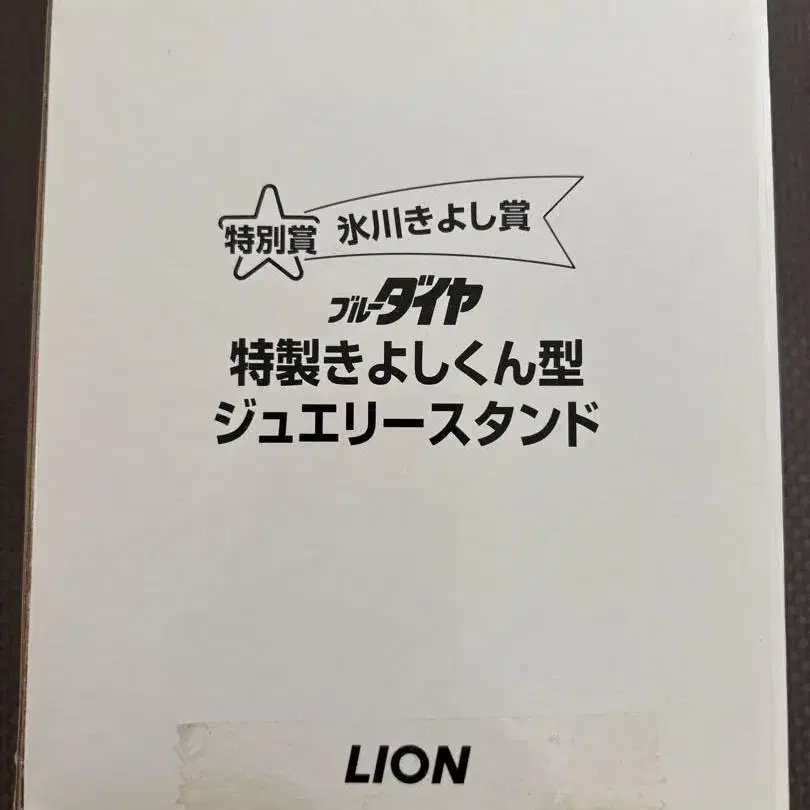 特別賞 氷川きよし賞
ブルーダイヤ
特製きよしくん型
ジュエリースタンド
LION